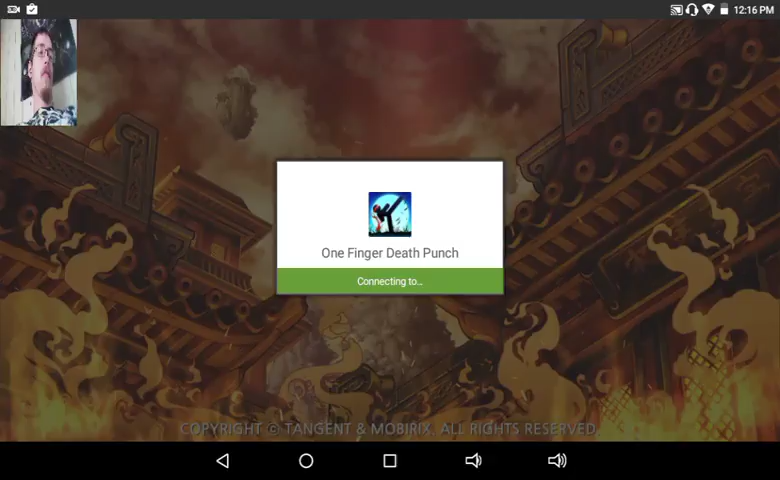 12:16 PM
One Finger Death Punch
Connecting to...
COPYRIGHT © TANGENT & MOBIRIX. ALL RIGHTS RESERVED.